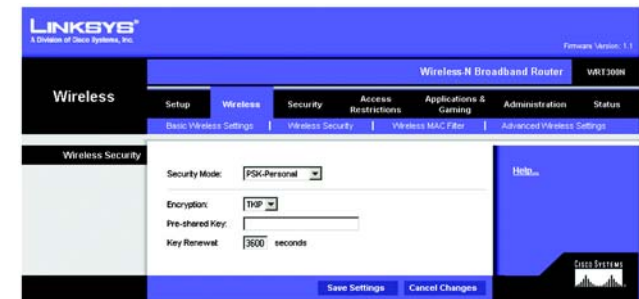 LINKSYS®
A Division of Cisco Systems, Inc.
Firmware Version: 1.1
Wireless-N Broadband Router
WRT300N
Wireless
Setup
Wireless
Security
Access Restrictions
Applications & Gaming
Administration
Status
Basic Wireless Settings | Wireless Security | Wireless MAC Filter | Advanced Wireless Settings
Wireless Security
Security Mode: PSK-Personal
Help...
Encryption: TKIP
Pre-shared Key:
Key Renewal: 3600 seconds
CISCO SYSTEMS
Save Settings
Cancel Changes